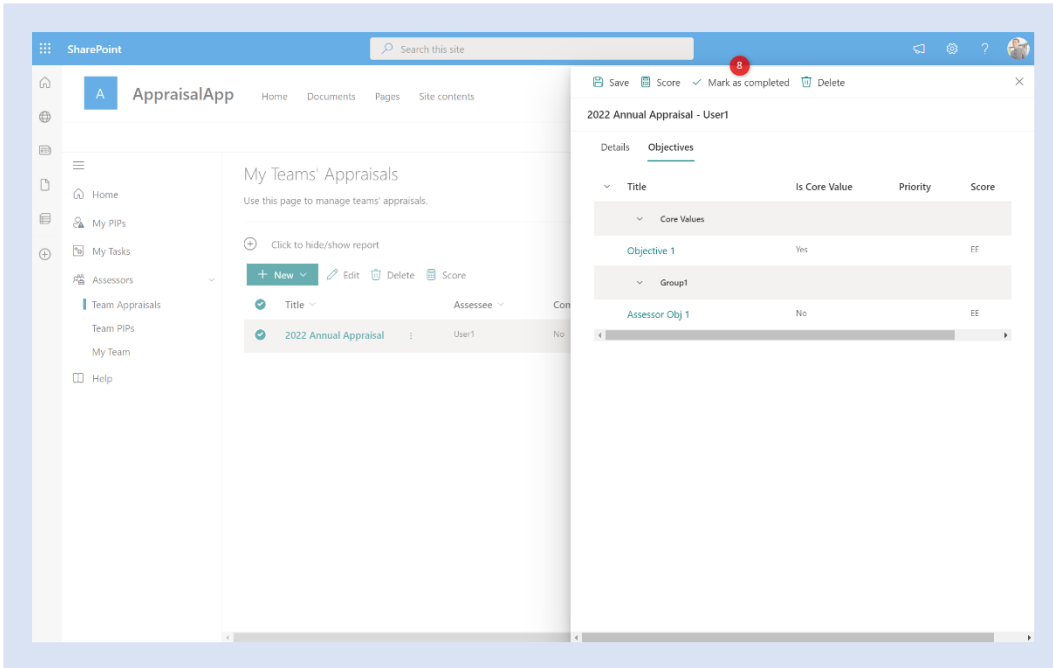 SharePoint
Search this site
?
8
Save Score Mark as completed Delete
A AppraisalApp Home Documents Pages Site contents
2022 Annual Appraisal - User1
Details Objectives
Home
My PIPs
My Tasks
Assessors
Team Appraisals
Team PIPs
My Team
Help
My Teams' Appraisals
Use this page to manage teams' appraisals.
Click to hide/show report
New Edit Delete Score
Title Assessee Con
2022 Annual Appraisal User1 No
Title Is Core Value Priority Score
Core Values
Objective 1 Yes EE
Group1
Assessor Obj 1 No EE